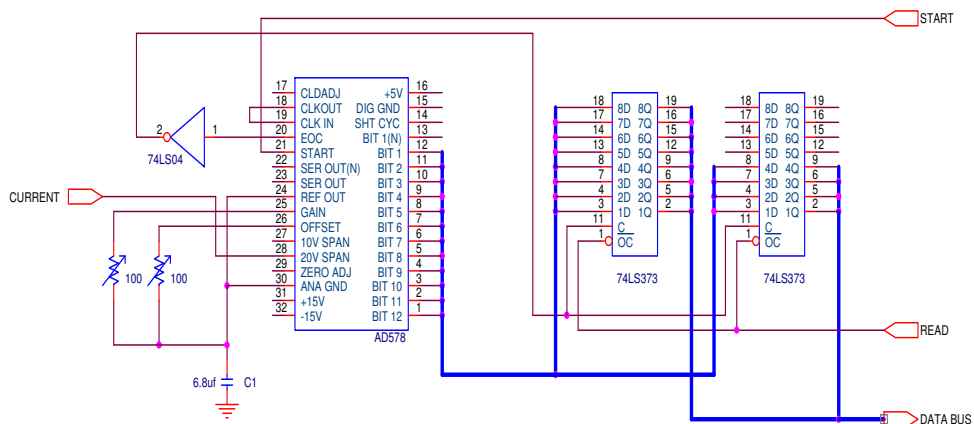 START
17 CLDADJ +5V 16
18 CLKOUT DIG GND 15
19 CLK IN SHT CYC 14
20 EOC BIT 1(N) 13
21 START BIT 1 12
22 SER OUT(N) BIT 2 11
23 SER OUT BIT 3 10
24 REF OUT BIT 4 9
25 GAIN BIT 5 8
26 OFFSET BIT 6 7
27 10V SPAN BIT 7 6
28 20V SPAN BIT 8 5
29 ZERO ADJ BIT 9 4
30 ANA GND BIT 10 3
31 +15V BIT 11 2
32 -15V BIT 12 1
AD578
2 1
74LS04
CURRENT
100
100
6.8uf C1
18 8D 8Q 19
17 7D 7Q 16
14 6D 6Q 15
13 5D 5Q 12
8 4D 4Q 9
7 3D 3Q 6
4 2D 2Q 5
3 1D 1Q 2
11 C
1 OC
74LS373
18 8D 8Q 19
17 7D 7Q 16
14 6D 6Q 15
13 5D 5Q 12
8 4D 4Q 9
7 3D 3Q 6
4 2D 2Q 5
3 1D 1Q 2
11 C
1 OC
74LS373
READ
DATA BUS